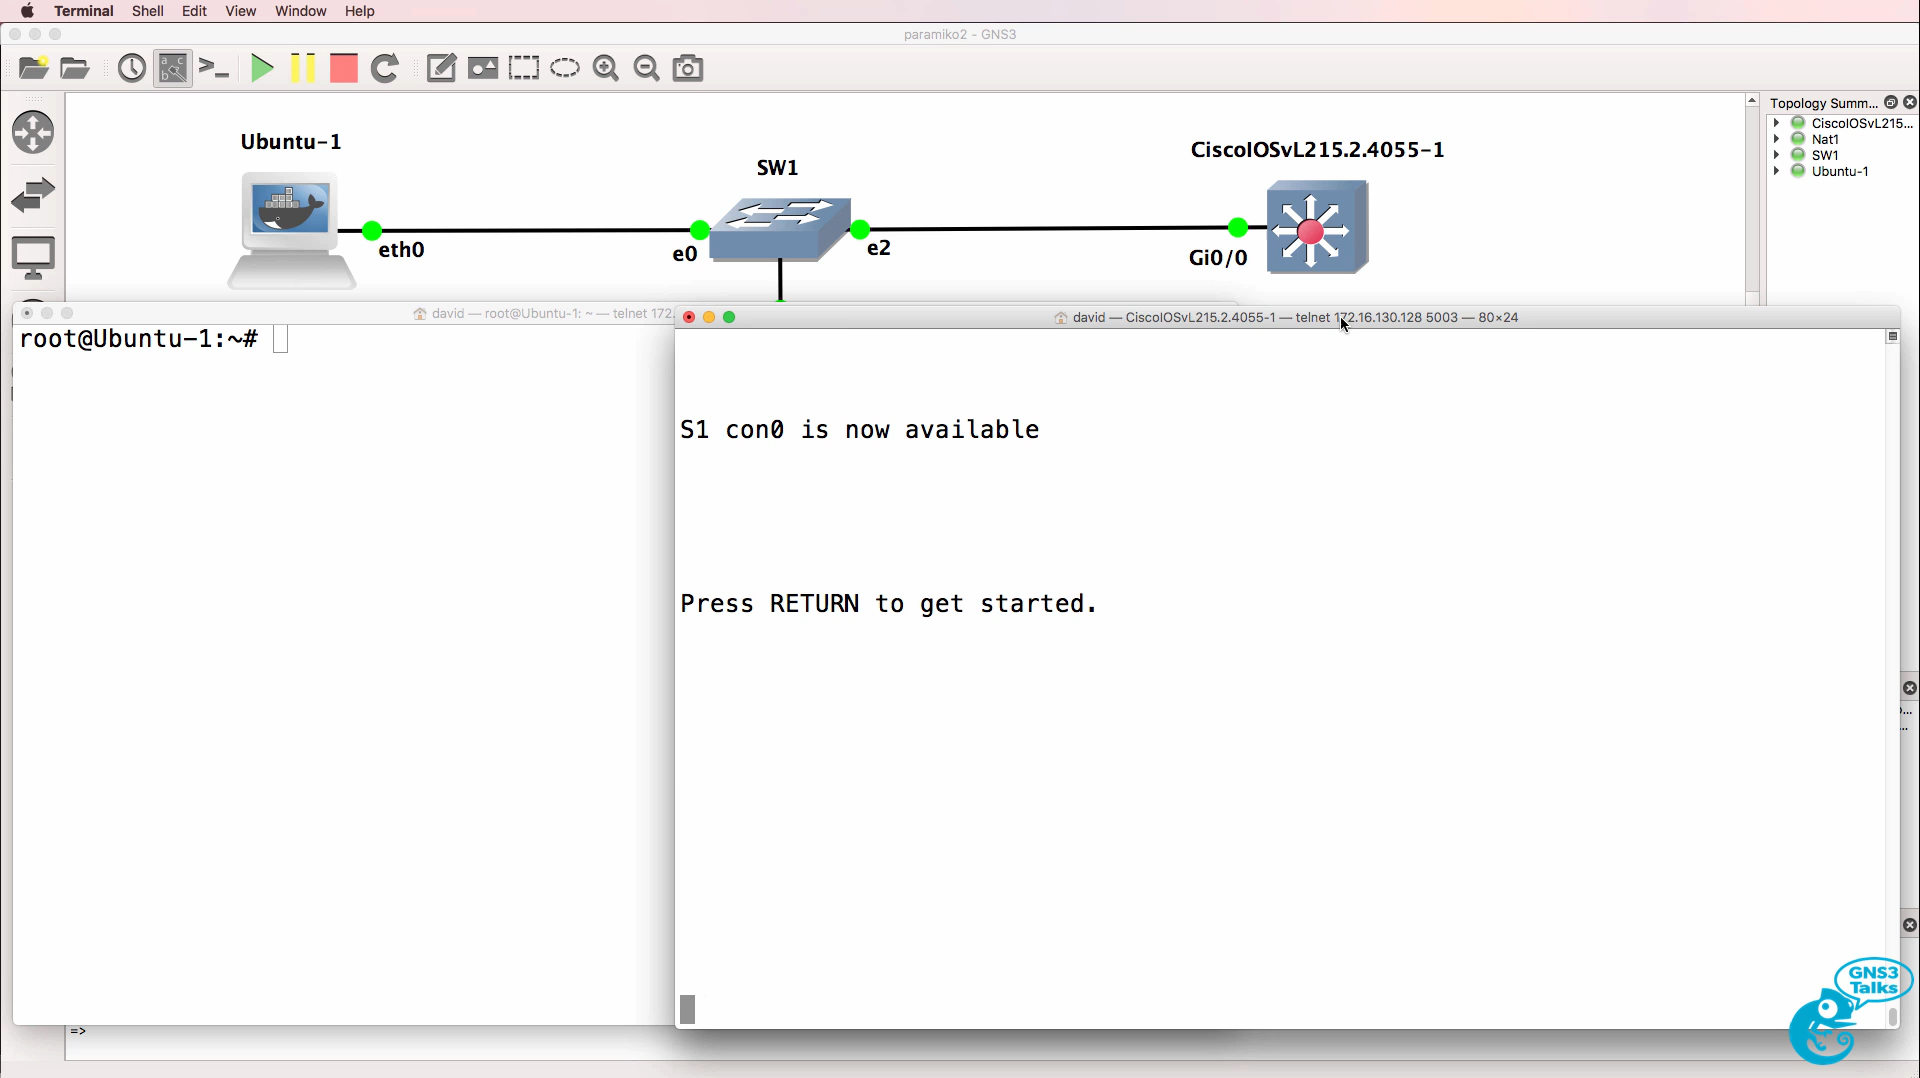 Terminal Shell Edit View Window Help
paramiko2 - GNS3
Topology Summ...
CiscoIOSvL215...
Nat1
SW1
Ubuntu-1
Ubuntu-1
SW1
CiscoIOSvL215.2.4055-1
eth0
e0
e2
Gi0/0
david — root@Ubuntu-1: ~ — telnet 172.
root@Ubuntu-1:~#
david — CiscoIOSvL215.2.4055-1 — telnet 172.16.130.128 5003 — 80×24
S1 con0 is now available
Press RETURN to get started.
=>
GNS3
Talks